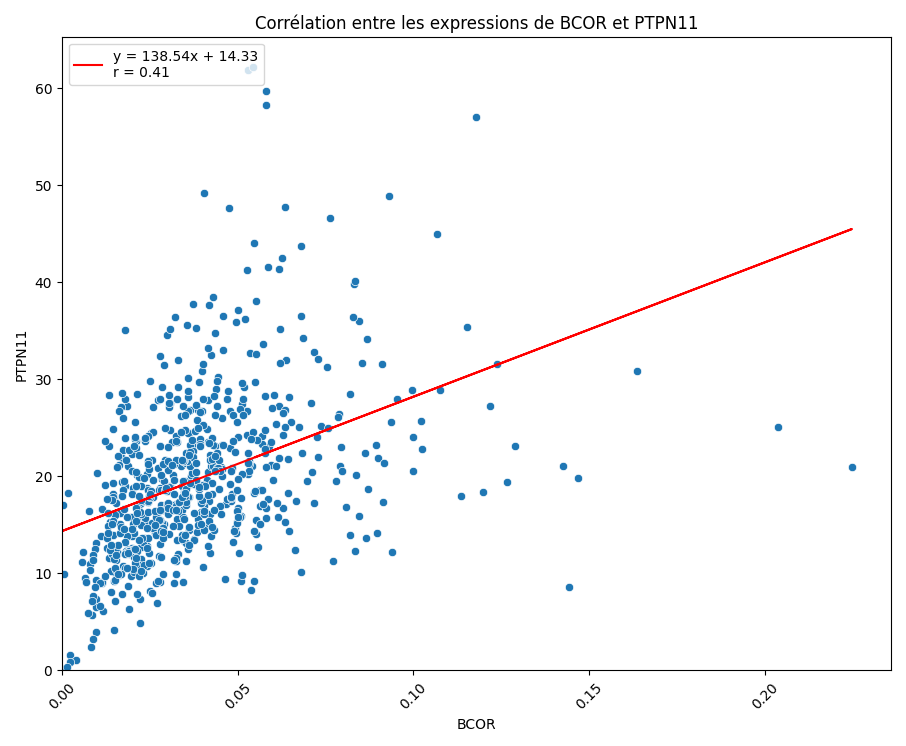 Corrélation entre les expressions de BCOR et PTPN11
y = 138.54x + 14.33
r = 0.41
PTPN11
60
50
40
30
20
10
0
0.00
0.05
0.10
0.15
0.20
BCOR